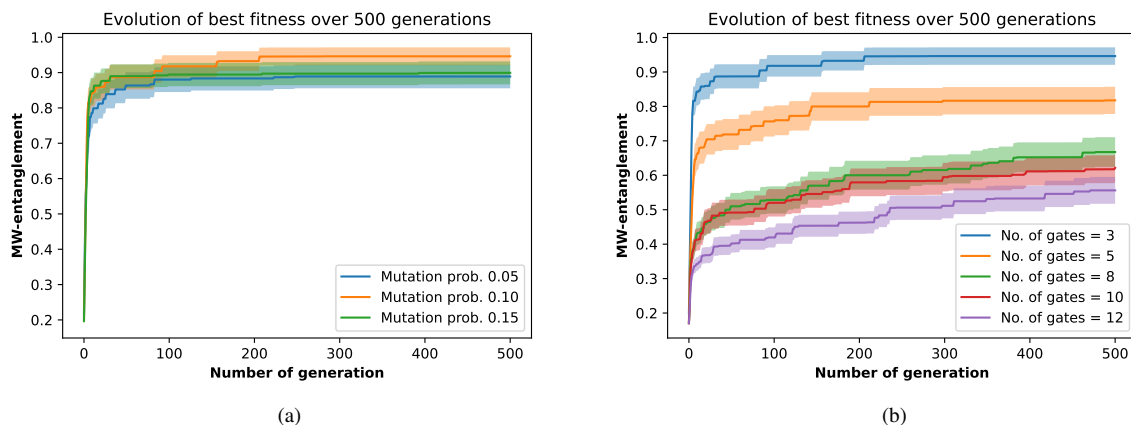 Evolution of best fitness over 500 generations
1.0
0.9
0.8
0.7
0.6
0.5
0.4
0.3
0.2
MW-entanglement
Mutation prob. 0.05
Mutation prob. 0.10
Mutation prob. 0.15
0 100 200 300 400 500
Number of generation
(a)
Evolution of best fitness over 500 generations
1.0
0.9
0.8
0.7
0.6
0.5
0.4
0.3
0.2
MW-entanglement
No. of gates = 3
No. of gates = 5
No. of gates = 8
No. of gates = 10
No. of gates = 12
0 100 200 300 400 500
Number of generation
(b)